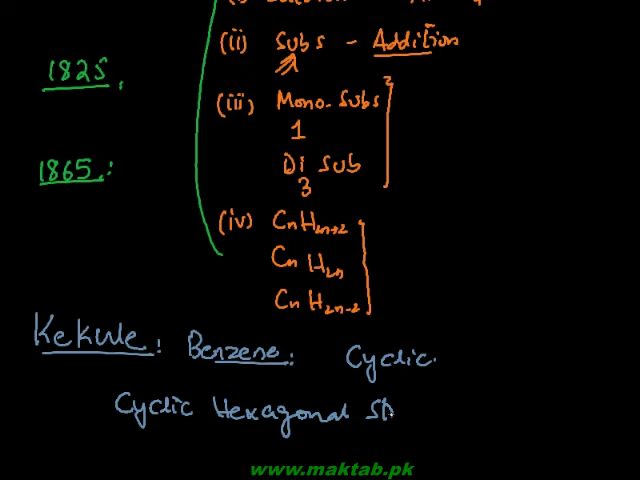 (ii) Subs - Addition
1825,
(iii) Mono-Subs
1
1865,:
Di Sub
3
(iv) CnH2n+2
CnH2n
CnH2n-2
Kekule: Benzene: Cyclic.
Cyclic Hexagonal St
www.maktab.pk